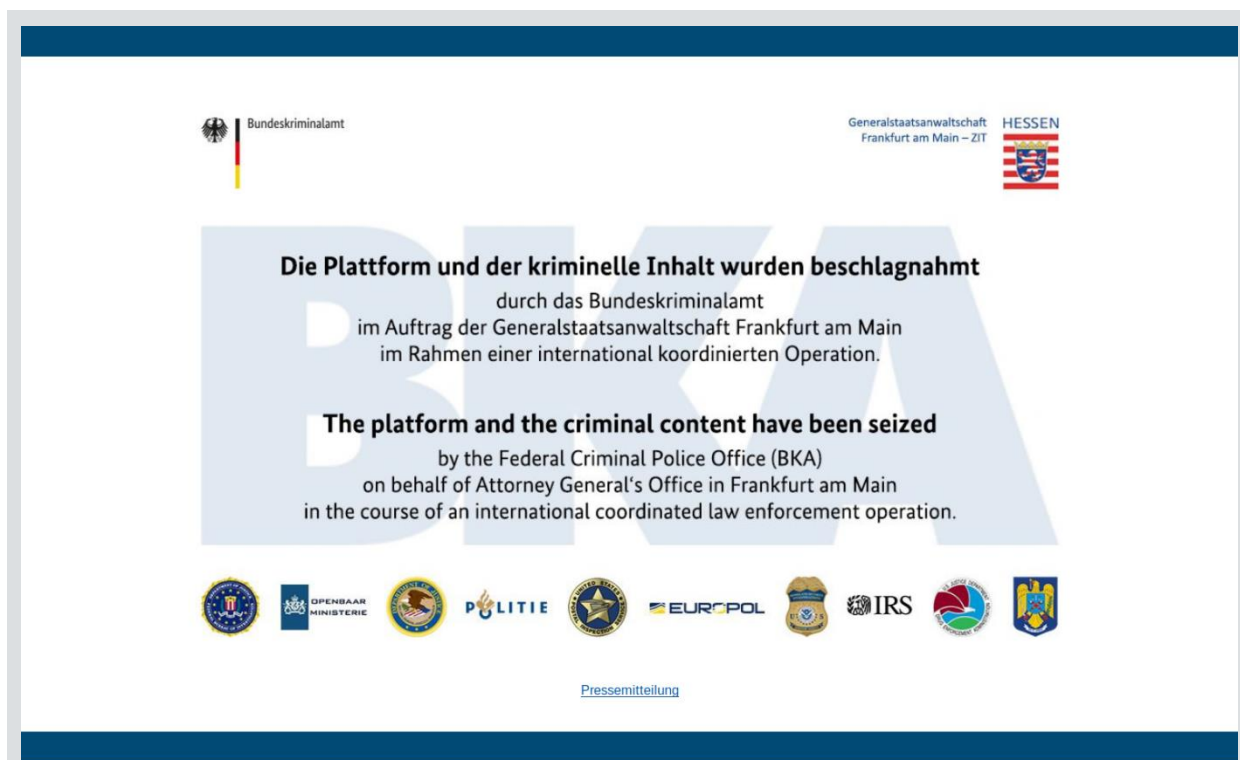 Bundeskriminalamt
Generalstaatsanwaltschaft
Frankfurt am Main – ZIT
HESSEN
BKA
Die Plattform und der kriminelle Inhalt wurden beschlagnahmt
durch das Bundeskriminalamt
im Auftrag der Generalstaatsanwaltschaft Frankfurt am Main
im Rahmen einer international koordinierten Operation.
The platform and the criminal content have been seized
by the Federal Criminal Police Office (BKA)
on behalf of Attorney General‘s Office in Frankfurt am Main
in the course of an international coordinated law enforcement operation.
OPENBAAR
MINISTERIE
POLITIE
EUROPOL
IRS
Pressemitteilung